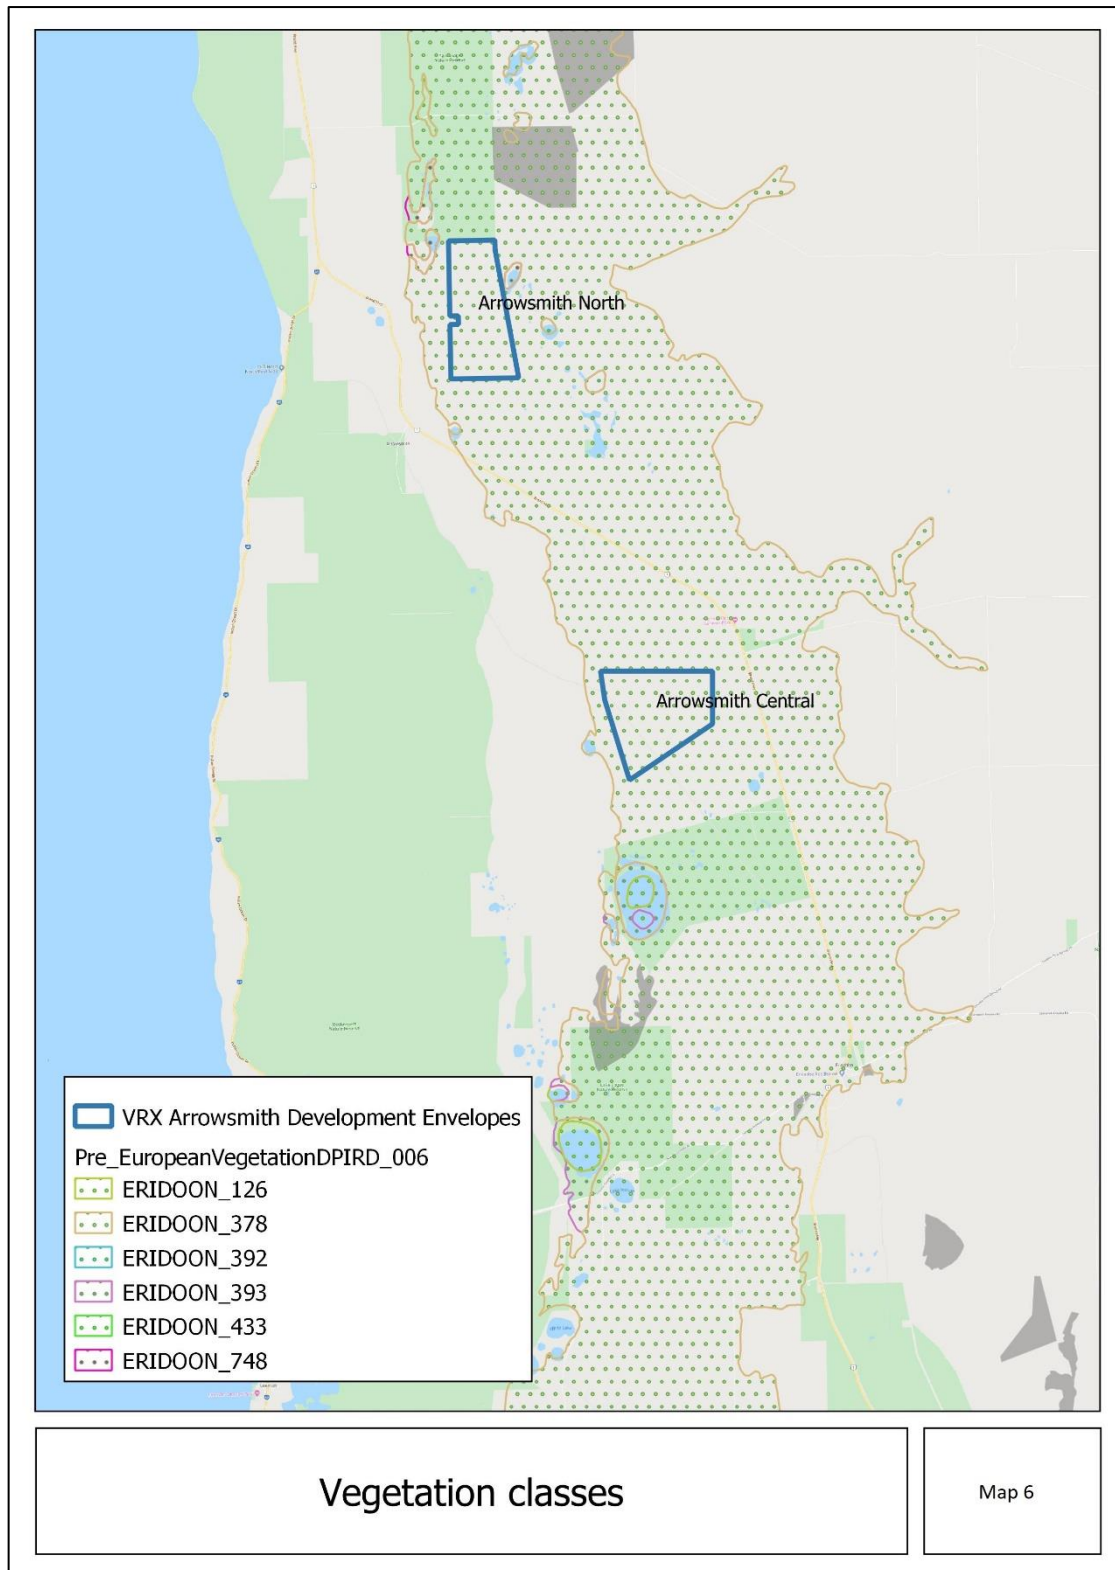 Arrowsmith North
Arrowsmith Central
VRX Arrowsmith Development Envelopes
Pre_EuropeanVegetationDPIRD_006
ERIDOON_126
ERIDOON_378
ERIDOON_392
ERIDOON_393
ERIDOON_433
ERIDOON_748
Vegetation classes
Map 6